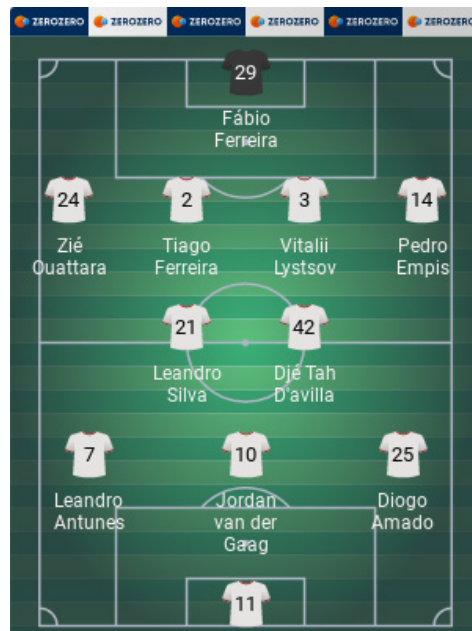 ZEROZERO ZEROZERO ZEROZERO ZEROZERO ZEROZERO ZEROZERO
29
Fábio
Ferreira
24 2 3 14
Zié Tiago Vitalii Pedro
Ouattara Ferreira Lystsov Empis
21 42
Leandro Djé Tah
Silva D'avilla
7 10 25
Leandro Jordan Diogo
Antunes van der Amado
Gaag
11